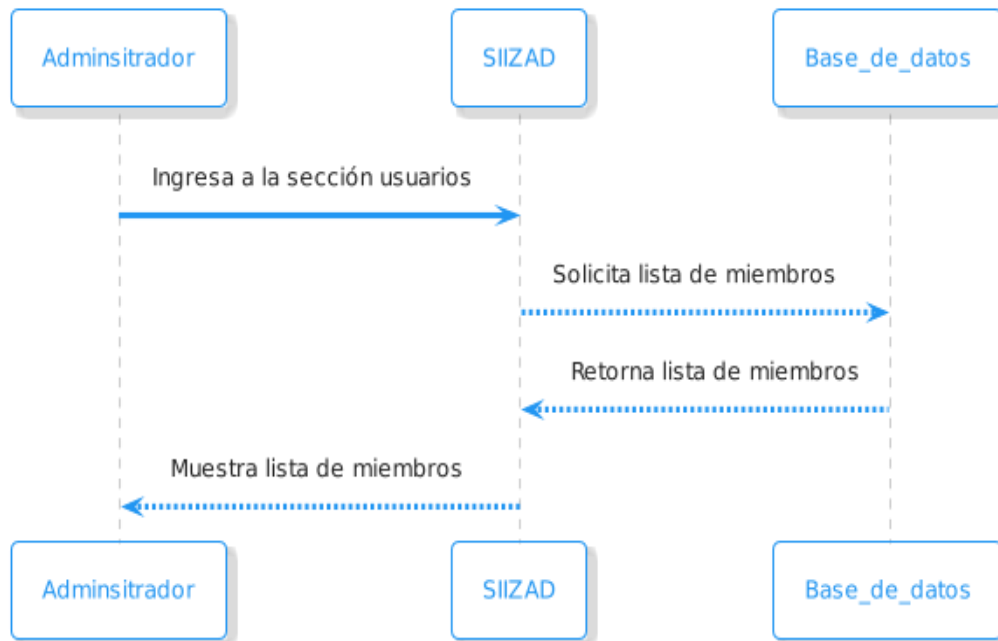 Adminsitrador
SIIZAD
Base_de_datos
Ingresa a la sección usuarios
Solicita lista de miembros
Retorna lista de miembros
Muestra lista de miembros
Adminsitrador
SIIZAD
Base_de_datos